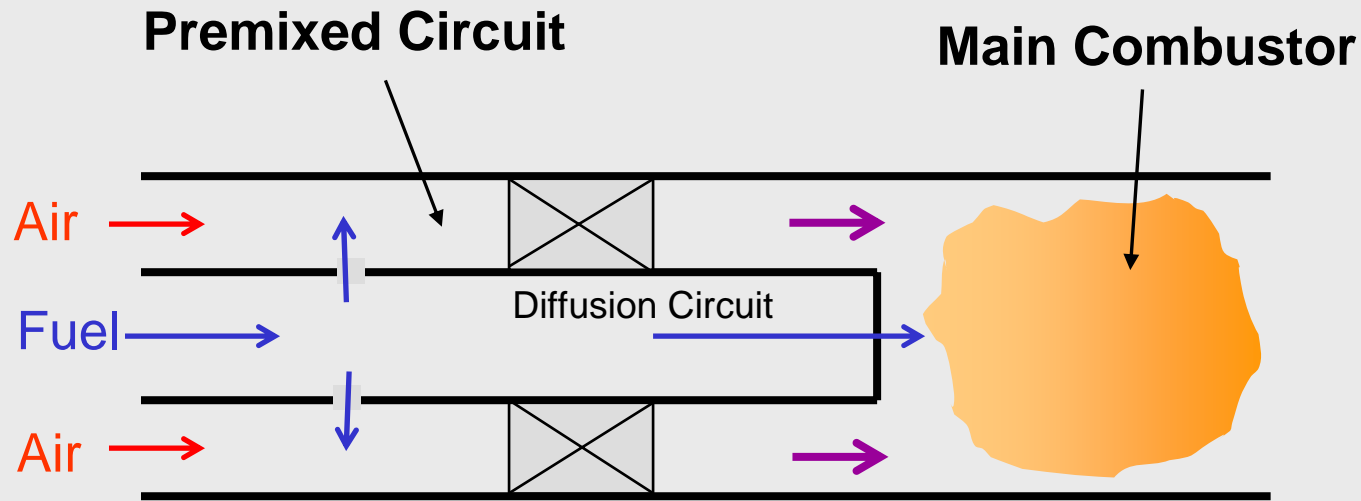 Premixed Circuit
Main Combustor
Air
Diffusion Circuit
Fuel
Air